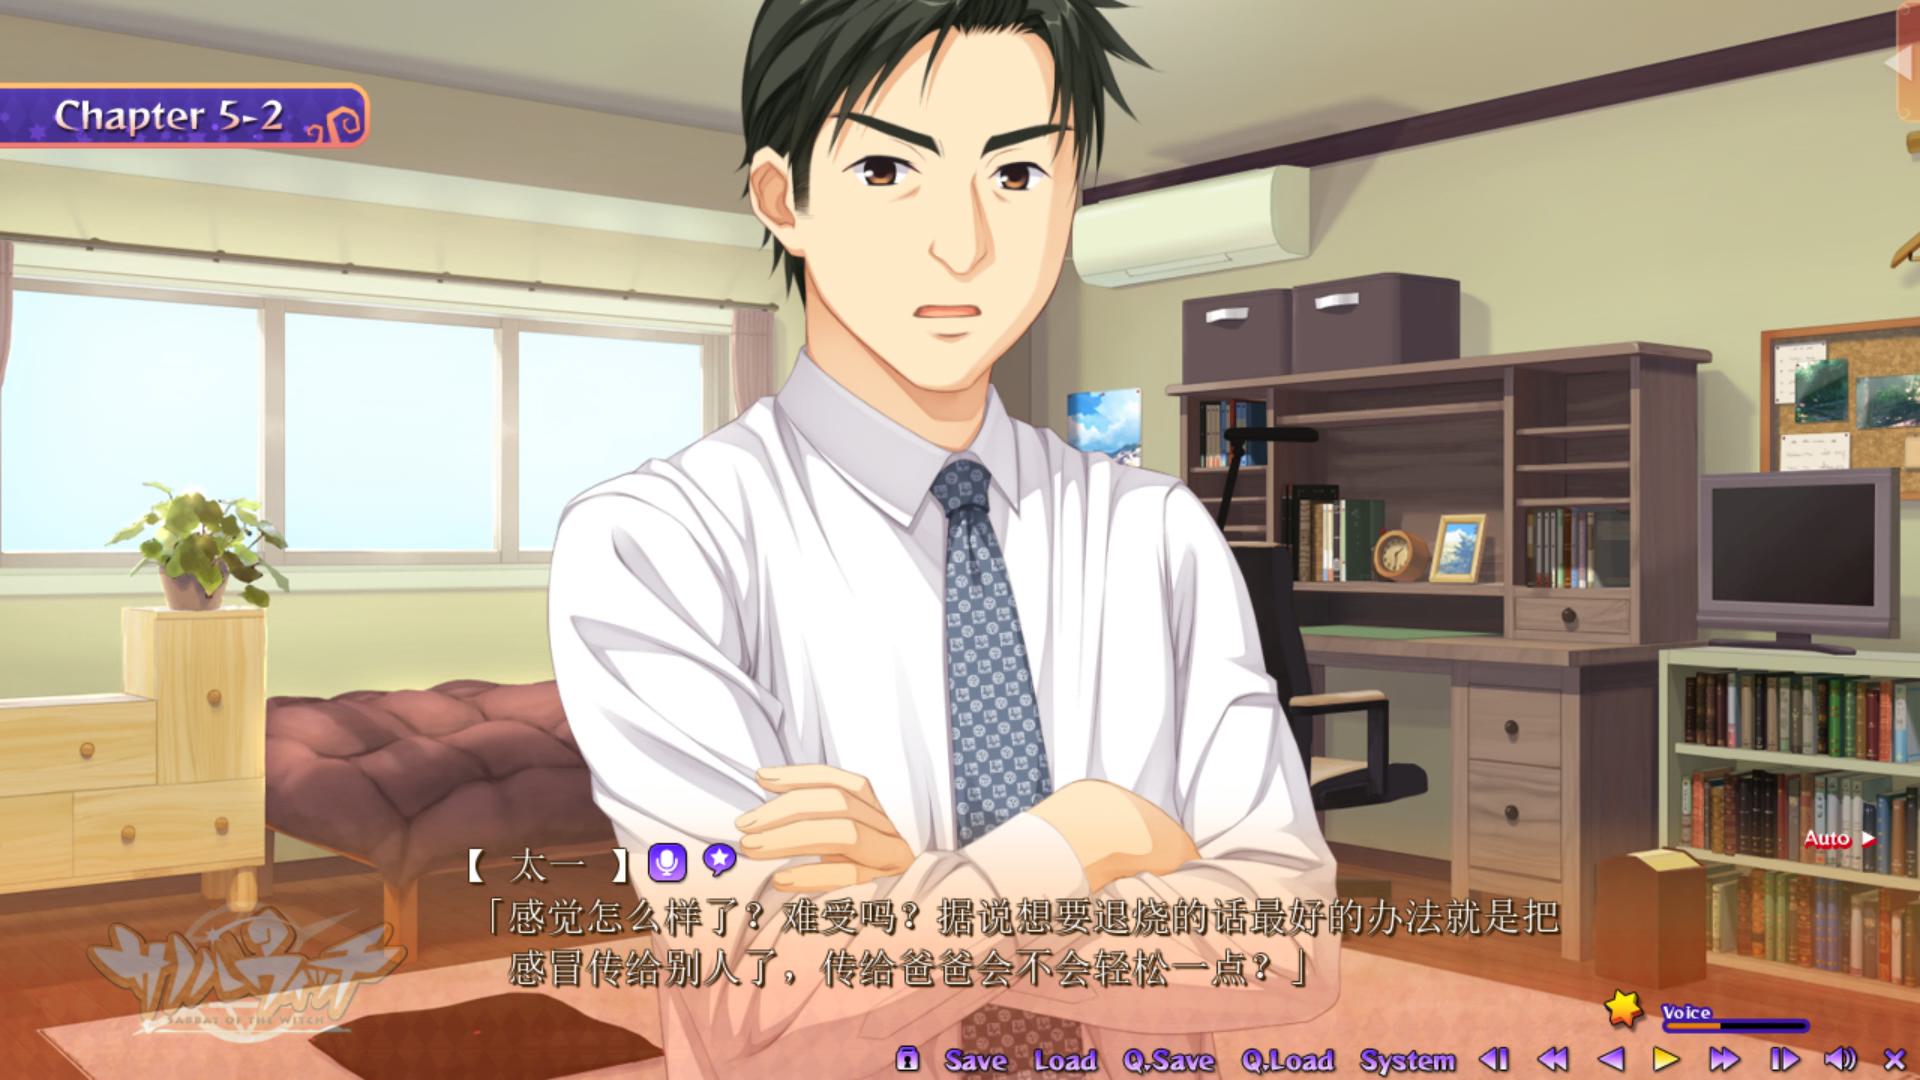 Chapter 5-2
【 太一 】
「感觉怎么样了？难受吗？据说想要退烧的话最好的办法就是把
感冒传给别人了，传给爸爸会不会轻松一点？」
Auto
サノバウィッチ
SABBAT OF THE WITCH
Voice
Save Load Q.Save Q.Load System